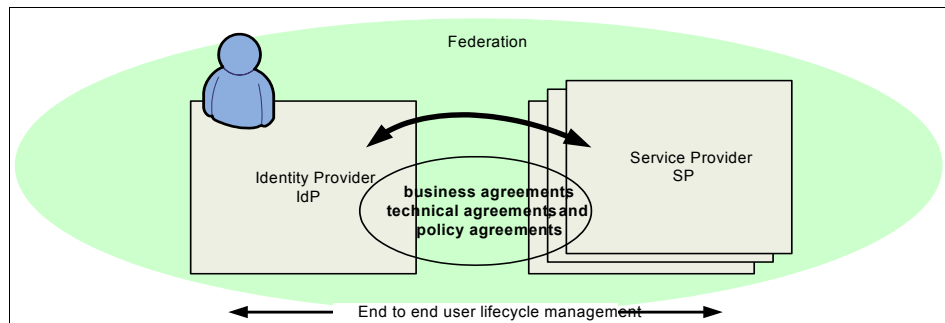 Federation
Identity Provider
IdP
Service Provider
SP
business agreements
technical agreements, and
policy agreements
End to end user lifecycle management